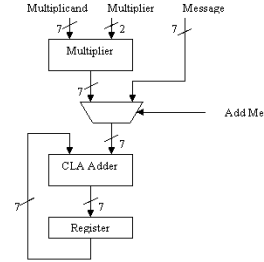 Multiplicand Multiplier Message
7 2 7
Multiplier
7
Add Me
7
CLA Adder
7 7
Register